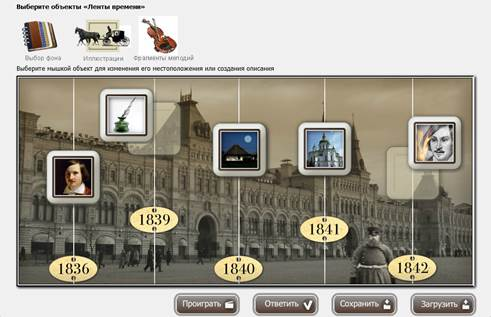 Выберите объекты «Ленты времени»
Выбор фона
Иллюстрации
Фрагменты мелодий
Выберите мышкой объект для изменения его местоположения или создания описания
1836
1839
1840
1841
1842
Проиграть
Ответить
Сохранить
Загрузить